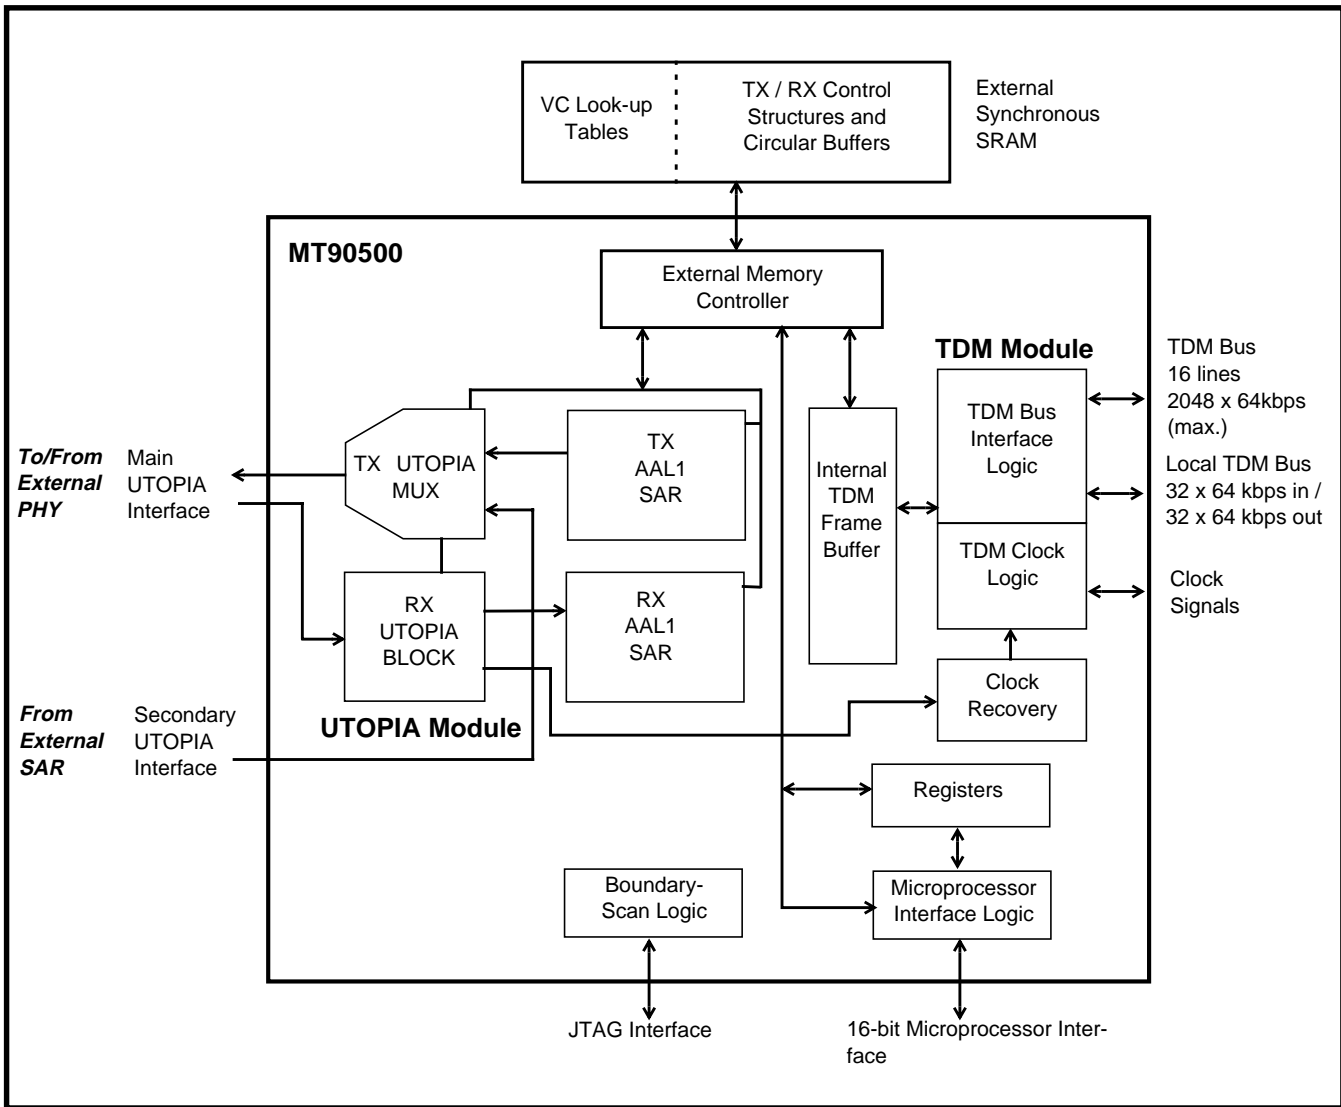 VC Look-up
Tables
TX / RX Control
Structures and
Circular Buffers
External
Synchronous
SRAM
MT90500
External Memory
Controller
TDM Module
TDM Bus
16 lines
2048 x 64kbps
(max.)
TDM Bus
Interface
Logic
TX UTOPIA
MUX
TX
AAL1
SAR
Internal
TDM
Frame
Buffer
To/From
External
PHY
Main
UTOPIA
Interface
Local TDM Bus
32 x 64 kbps in /
32 x 64 kbps out
TDM Clock
Logic
Clock
Signals
RX
UTOPIA
BLOCK
RX
AAL1
SAR
Clock
Recovery
UTOPIA Module
From
External
SAR
Secondary
UTOPIA
Interface
Registers
Boundary-
Scan Logic
Microprocessor
Interface Logic
JTAG Interface
16-bit Microprocessor Inter-
face